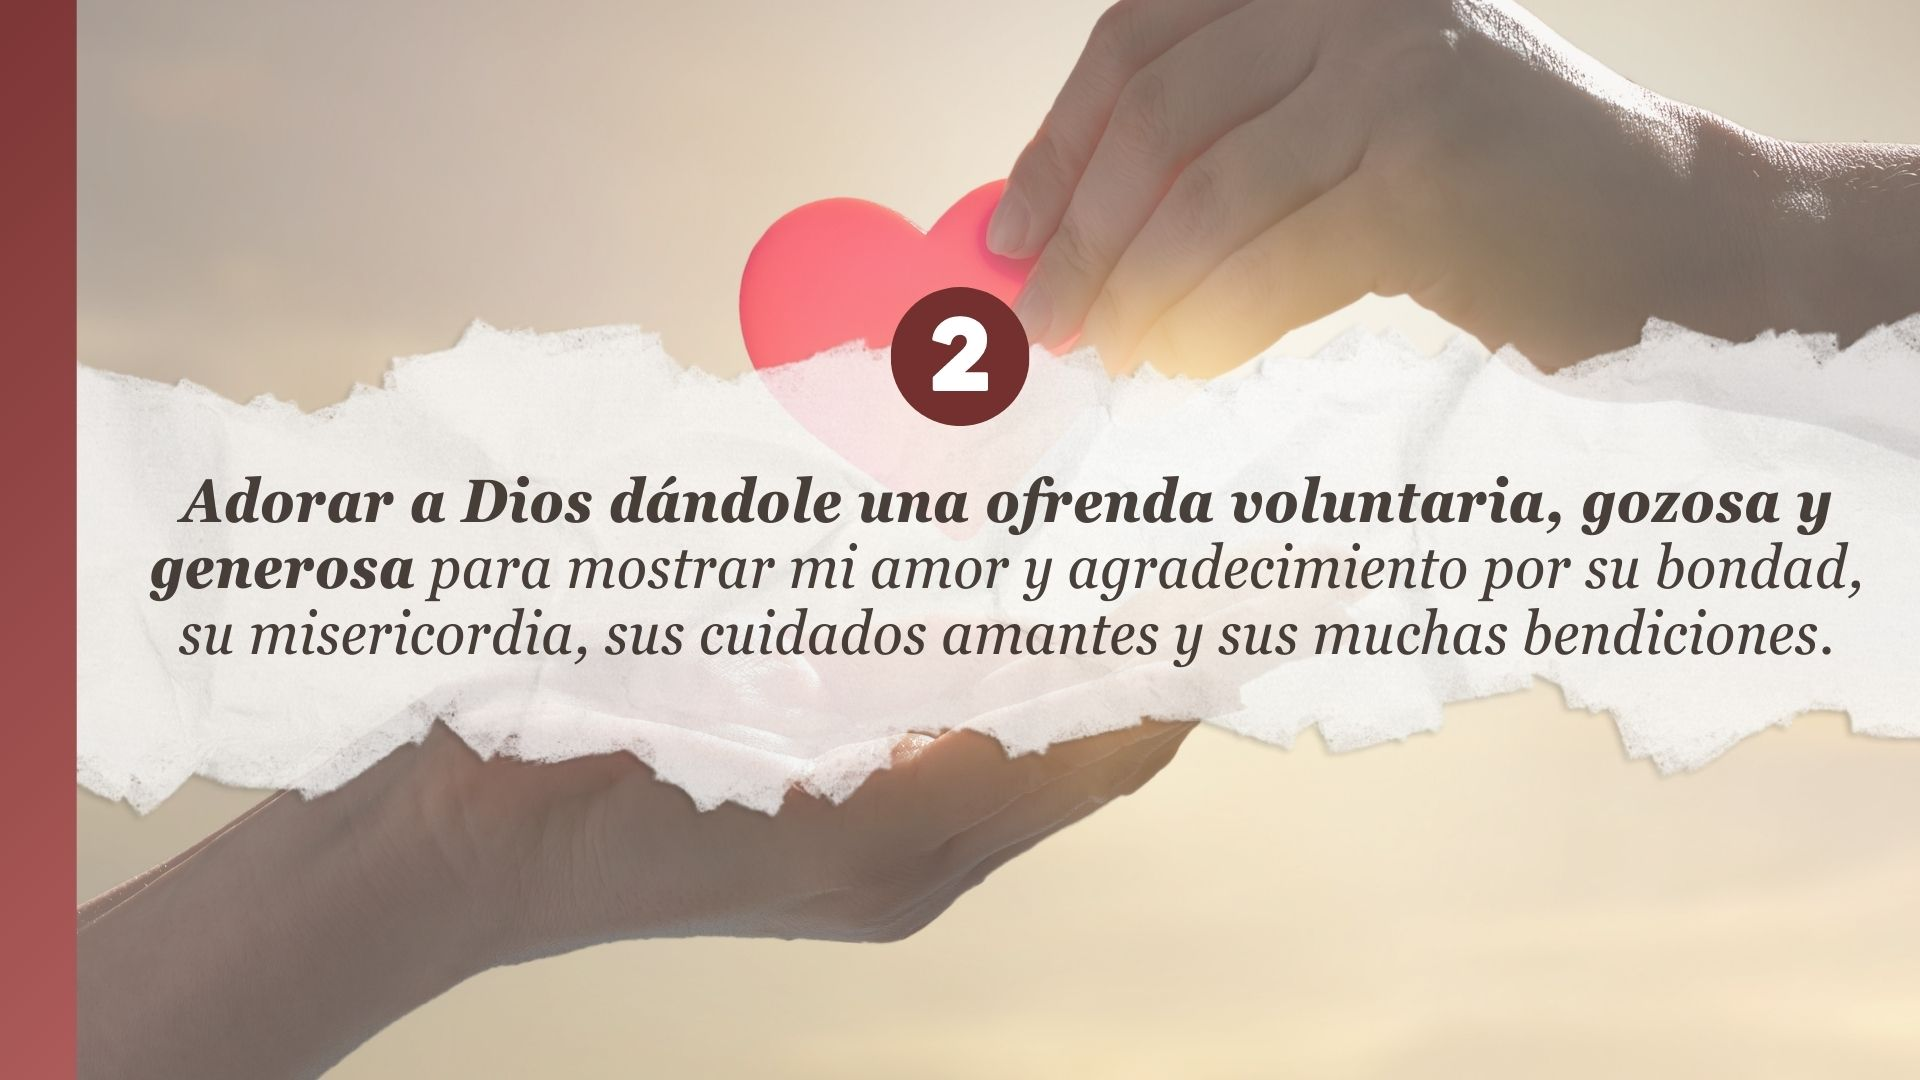 2
Adorar a Dios dándole una ofrenda voluntaria, gozosa y
generosa para mostrar mi amor y agradecimiento por su bondad,
su misericordia, sus cuidados amantes y sus muchas bendiciones.